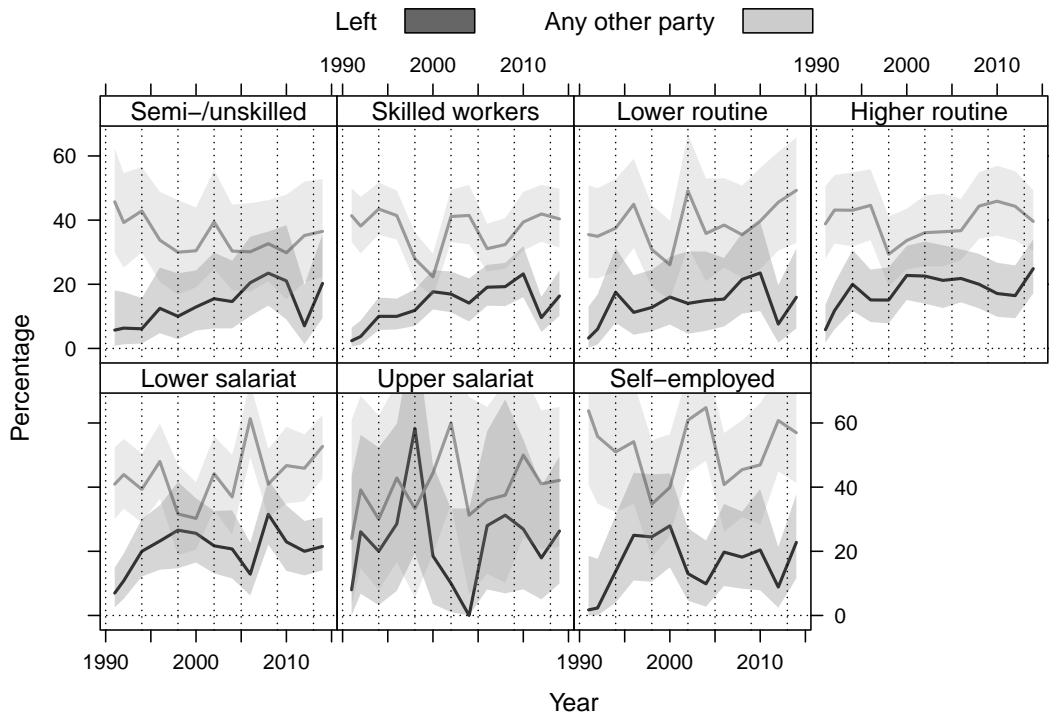 Left Any other party
1990 2000 2010 1990 2000 2010
Semi−/unskilled Skilled workers Lower routine Higher routine
60
40
20
0
Lower salariat Upper salariat Self−employed
60
40
20
0
1990 2000 2010 1990 2000 2010
Percentage
Year